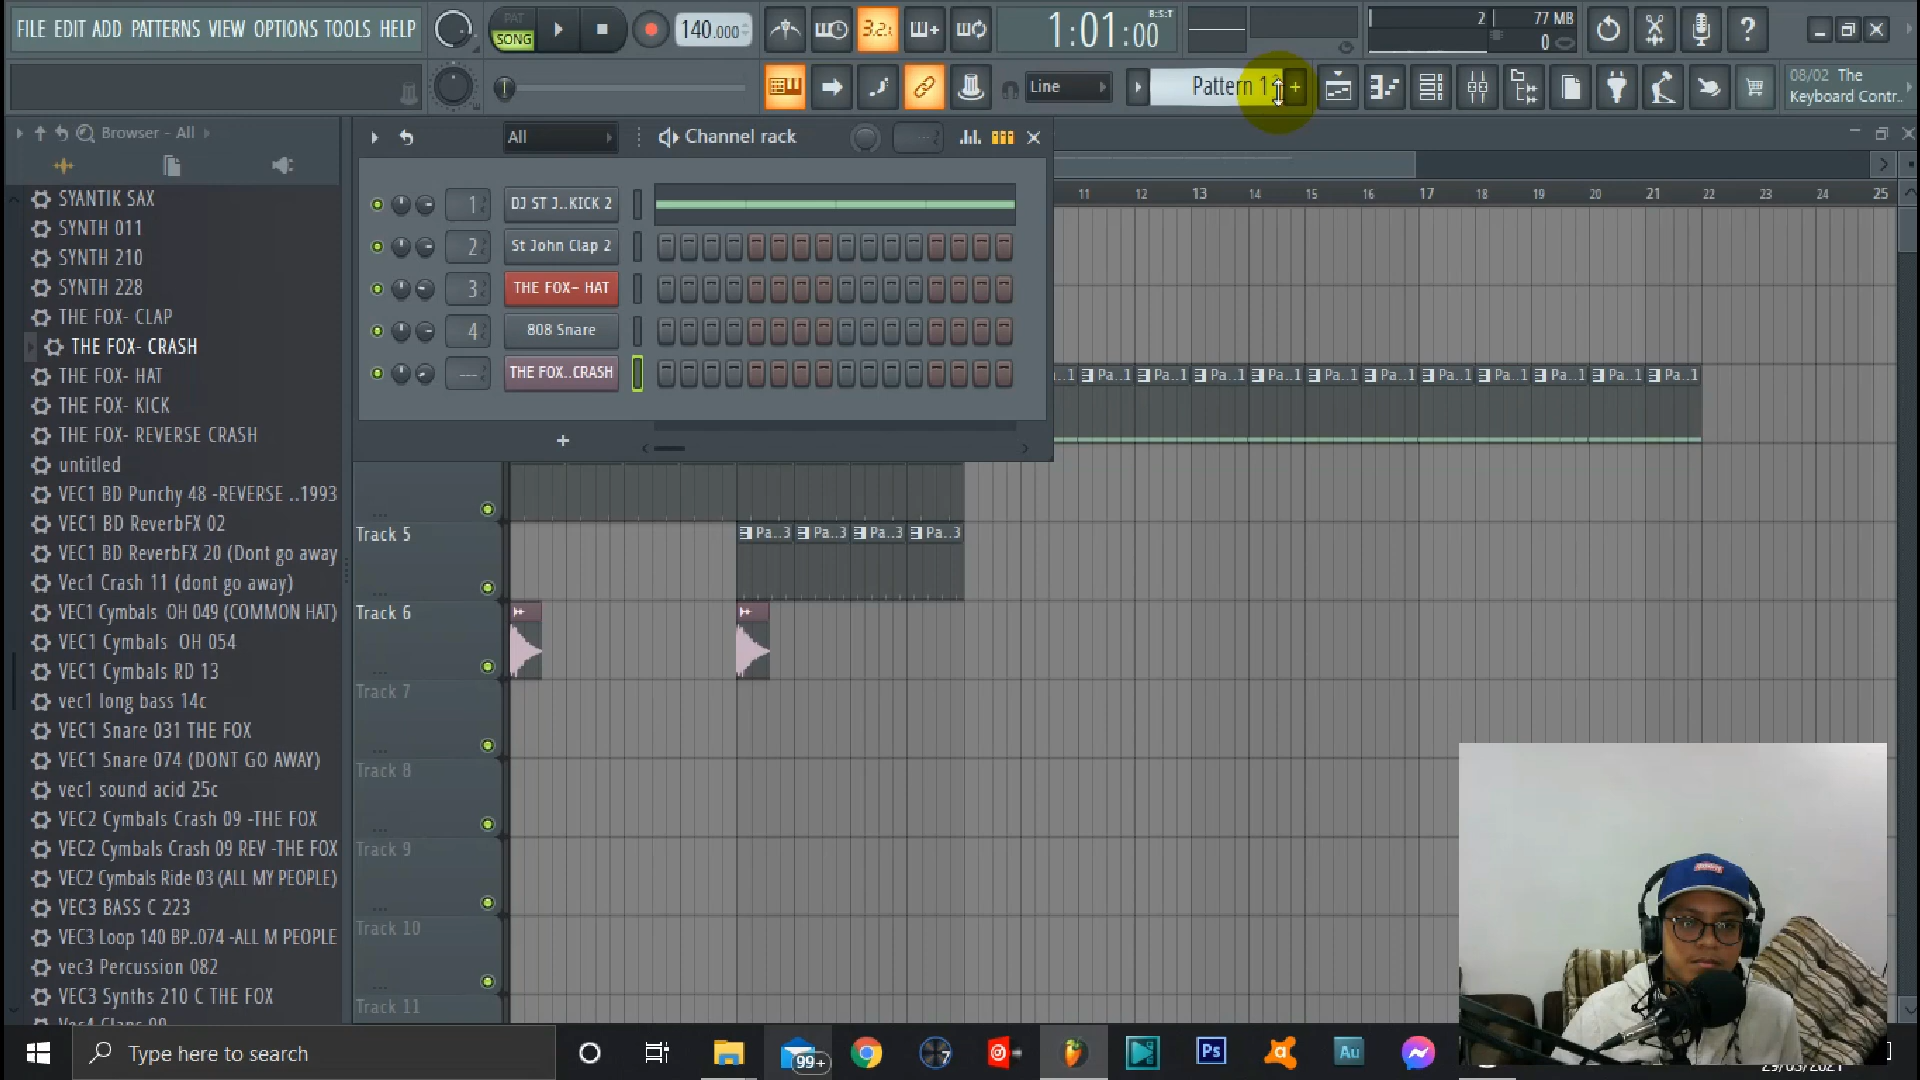 FILE EDIT ADD PATTERNS VIEW OPTIONS TOOLS HELP
PAT
SONG
140.000
3.2.
1:01:00
B:S:T
2
77 MB
0
Line
Pattern 1
08/02 The
Keyboard Contr..
Browser - All
All
Channel rack
1
DJ ST J..KICK 2
2
St John Clap 2
3
THE FOX- HAT
4
808 Snare
---
THE FOX..CRASH
SYANTIK SAX
SYNTH 011
SYNTH 210
SYNTH 228
THE FOX- CLAP
THE FOX- CRASH
THE FOX- HAT
THE FOX- KICK
THE FOX- REVERSE CRASH
untitled
VEC1 BD Punchy 48 -REVERSE ..1993
VEC1 BD ReverbFX 02
VEC1 BD ReverbFX 20 (Dont go away
Vec1 Crash 11 (dont go away)
VEC1 Cymbals OH 049 (COMMON HAT)
VEC1 Cymbals OH 054
VEC1 Cymbals RD 13
vec1 long bass 14c
VEC1 Snare 031 THE FOX
VEC1 Snare 074 (DONT GO AWAY)
vec1 sound acid 25c
VEC2 Cymbals Crash 09 -THE FOX
VEC2 Cymbals Crash 09 REV -THE FOX
VEC2 Cymbals Ride 03 (ALL MY PEOPLE)
VEC3 BASS C 223
VEC3 Loop 140 BP..074 -ALL M PEOPLE
vec3 Percussion 082
VEC3 Synths 210 C THE FOX
11 12 13 14 15 16 17 18 19 20 21 22 23 24 25
..1 Pa..1 Pa..1 Pa..1 Pa..1 Pa..1 Pa..1 Pa..1 Pa..1 Pa..1 Pa..1 Pa..1
Track 5
Pa..3 Pa..3 Pa..3 Pa..3
Track 6
Track 7
Track 8
Track 9
Track 10
Track 11
Type here to search
99+
7
Ps
Au
29/03/2021